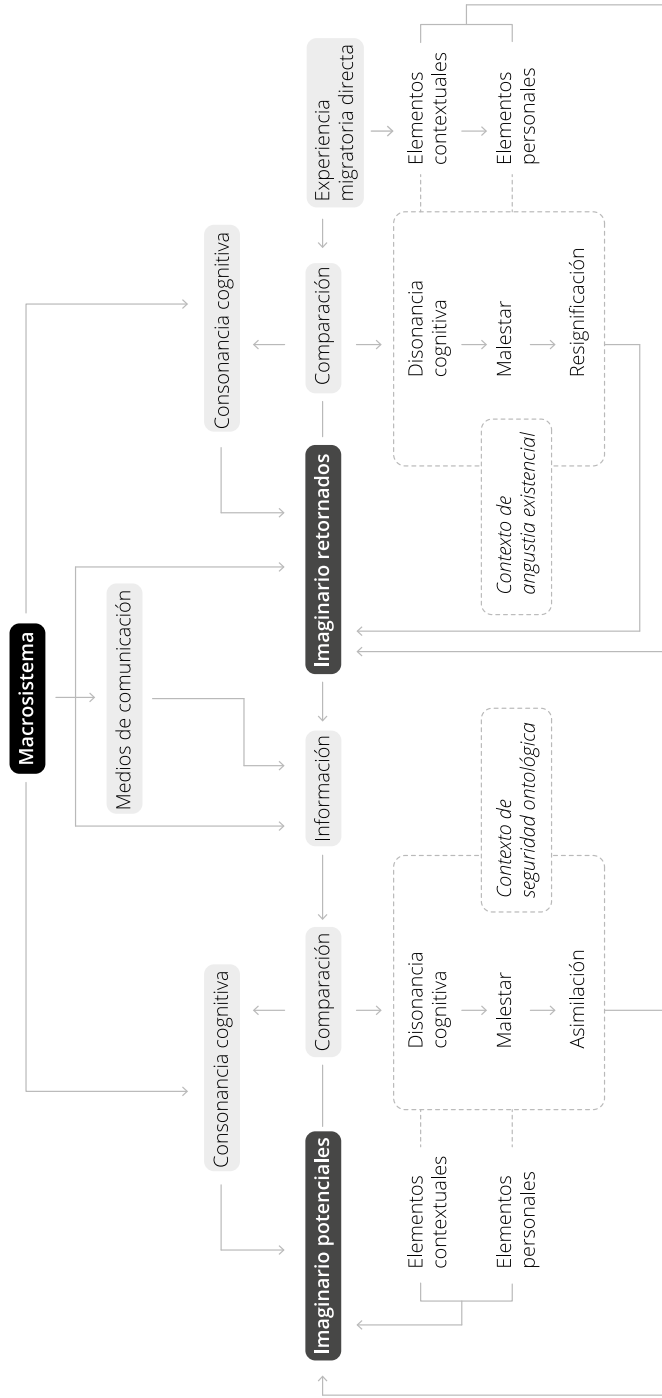 Macrosistema
Medios de comunicación
Consonancia cognitiva
Consonancia cognitiva
Imaginario potenciales
Comparación
Información
Imaginario retornados
Comparación
Experiencia
migratoria directa
Elementos
contextuales
Disonancia
cognitiva
Disonancia
cognitiva
Elementos
contextuales
Elementos
personales
Malestar
Contexto de
seguridad ontológica
Contexto de
angustia existencial
Malestar
Elementos
personales
Asimilación
Resignificación